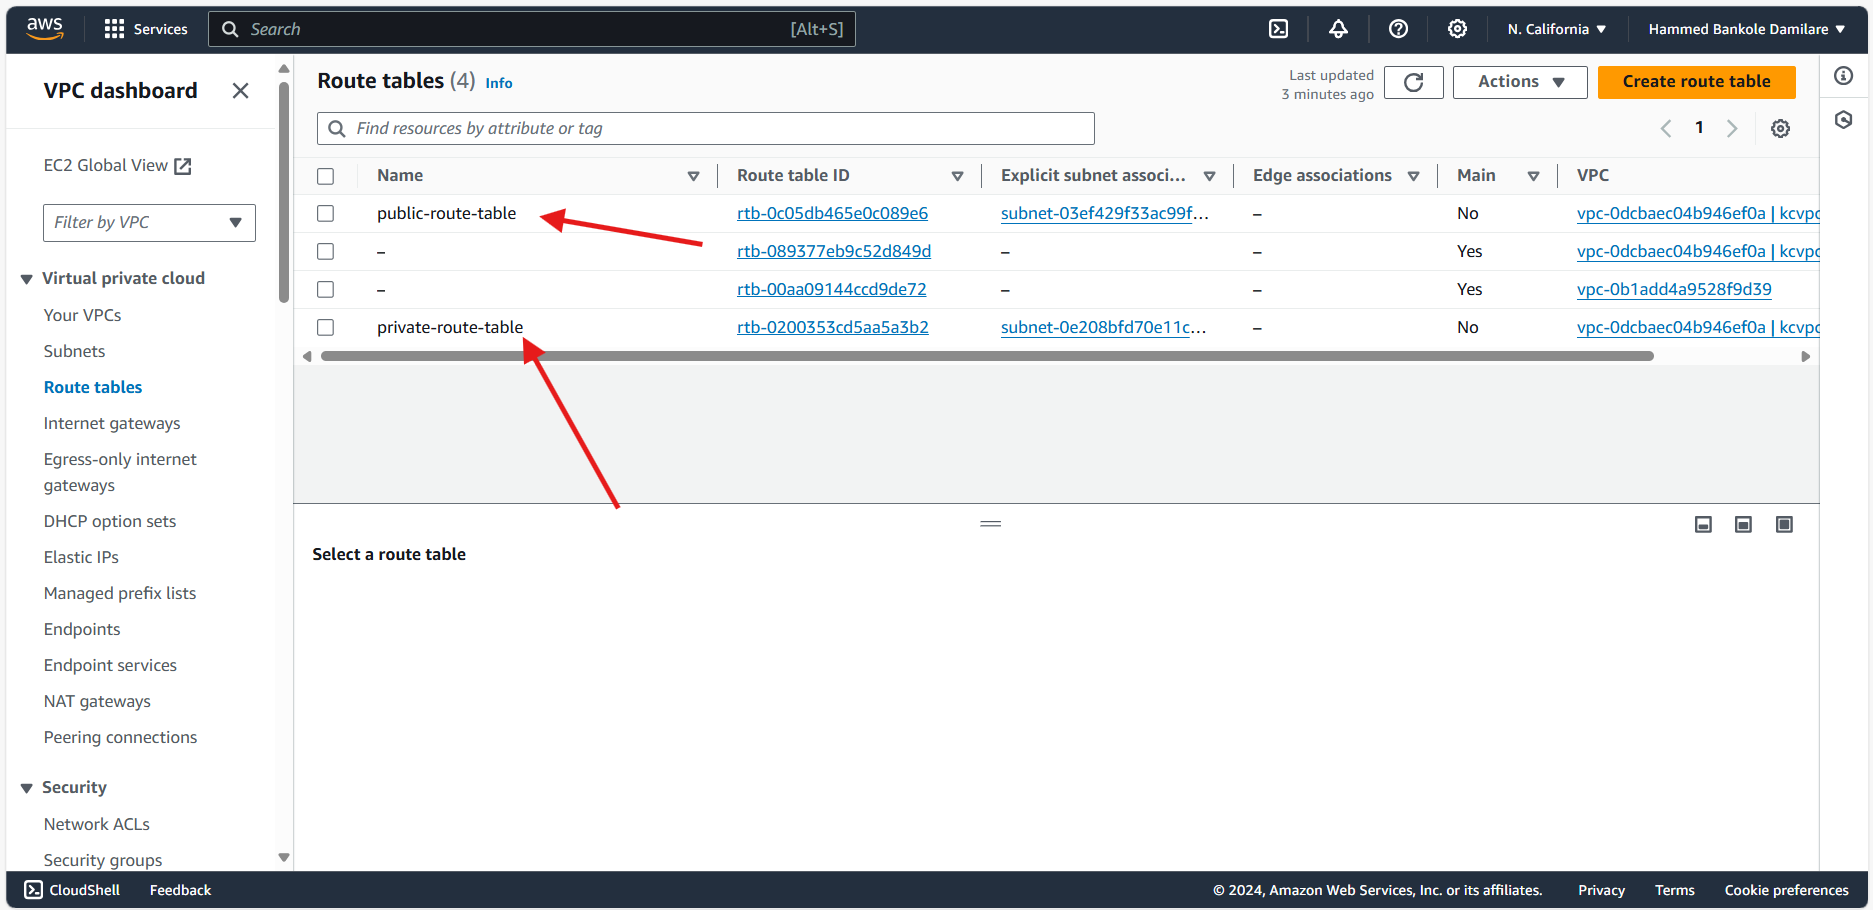 aws Services Search [Alt+S] N. California Hammed Bankole Damilare
VPC dashboard
EC2 Global View
Filter by VPC
Virtual private cloud
Your VPCs
Subnets
Route tables
Internet gateways
Egress-only internet
gateways
DHCP option sets
Elastic IPs
Managed prefix lists
Endpoints
Endpoint services
NAT gateways
Peering connections
Security
Network ACLs
Security groups
Route tables (4) Info
Last updated
3 minutes ago
Actions
Create route table
Find resources by attribute or tag
1
Name Route table ID Explicit subnet associ... Edge associations Main VPC
public-route-table rtb-0c05db465e0c089e6 subnet-03ef429f33ac99f... – No vpc-0dcbaec04b946ef0a | kcvpc
– rtb-089377eb9c52d849d – – Yes vpc-0dcbaec04b946ef0a | kcvpc
– rtb-00aa09144ccd9de72 – – Yes vpc-0b1add4a9528f9d39
private-route-table rtb-0200353cd5aa5a3b2 subnet-0e208bfd70e11c... – No vpc-0dcbaec04b946ef0a | kcvpc
Select a route table
CloudShell Feedback © 2024, Amazon Web Services, Inc. or its affiliates. Privacy Terms Cookie preferences